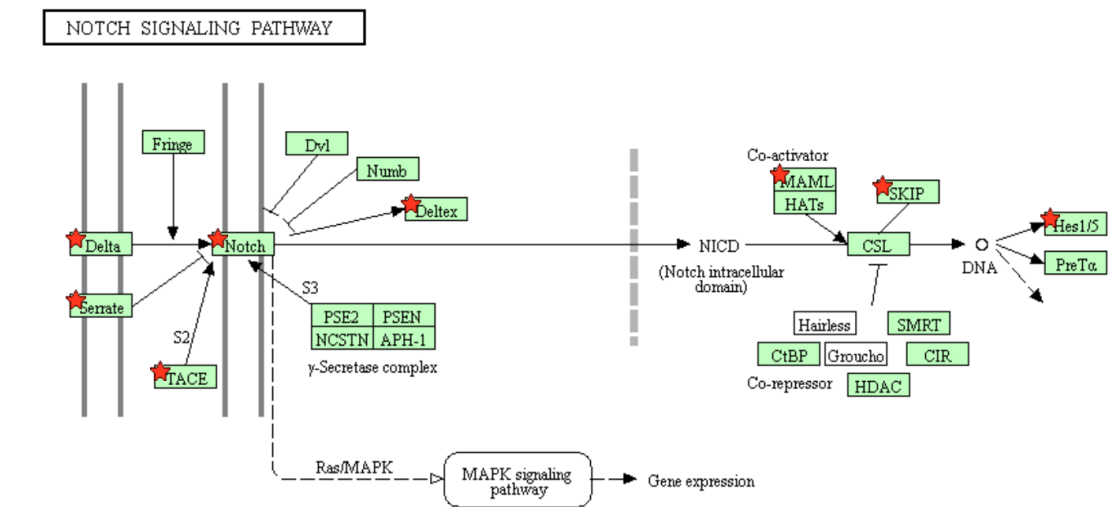 NOTCH SIGNALING PATHWAY
Fringe
Dvl
Numb
Deltex
Delta
Notch
Serrate
S2
TACE
S3
PSE2 PSEN
NCSTN APH-1
γ-Secretase complex
Ras/MAPK
MAPK signaling
pathway
Gene expression
NICD
(Notch intracellular
domain)
Co-activator
MAML
HATs
SKIP
CSL
DNA
Hes1/5
PreTα
Hairless
SMRT
CtBP
Groucho
CIR
Co-repressor
HDAC